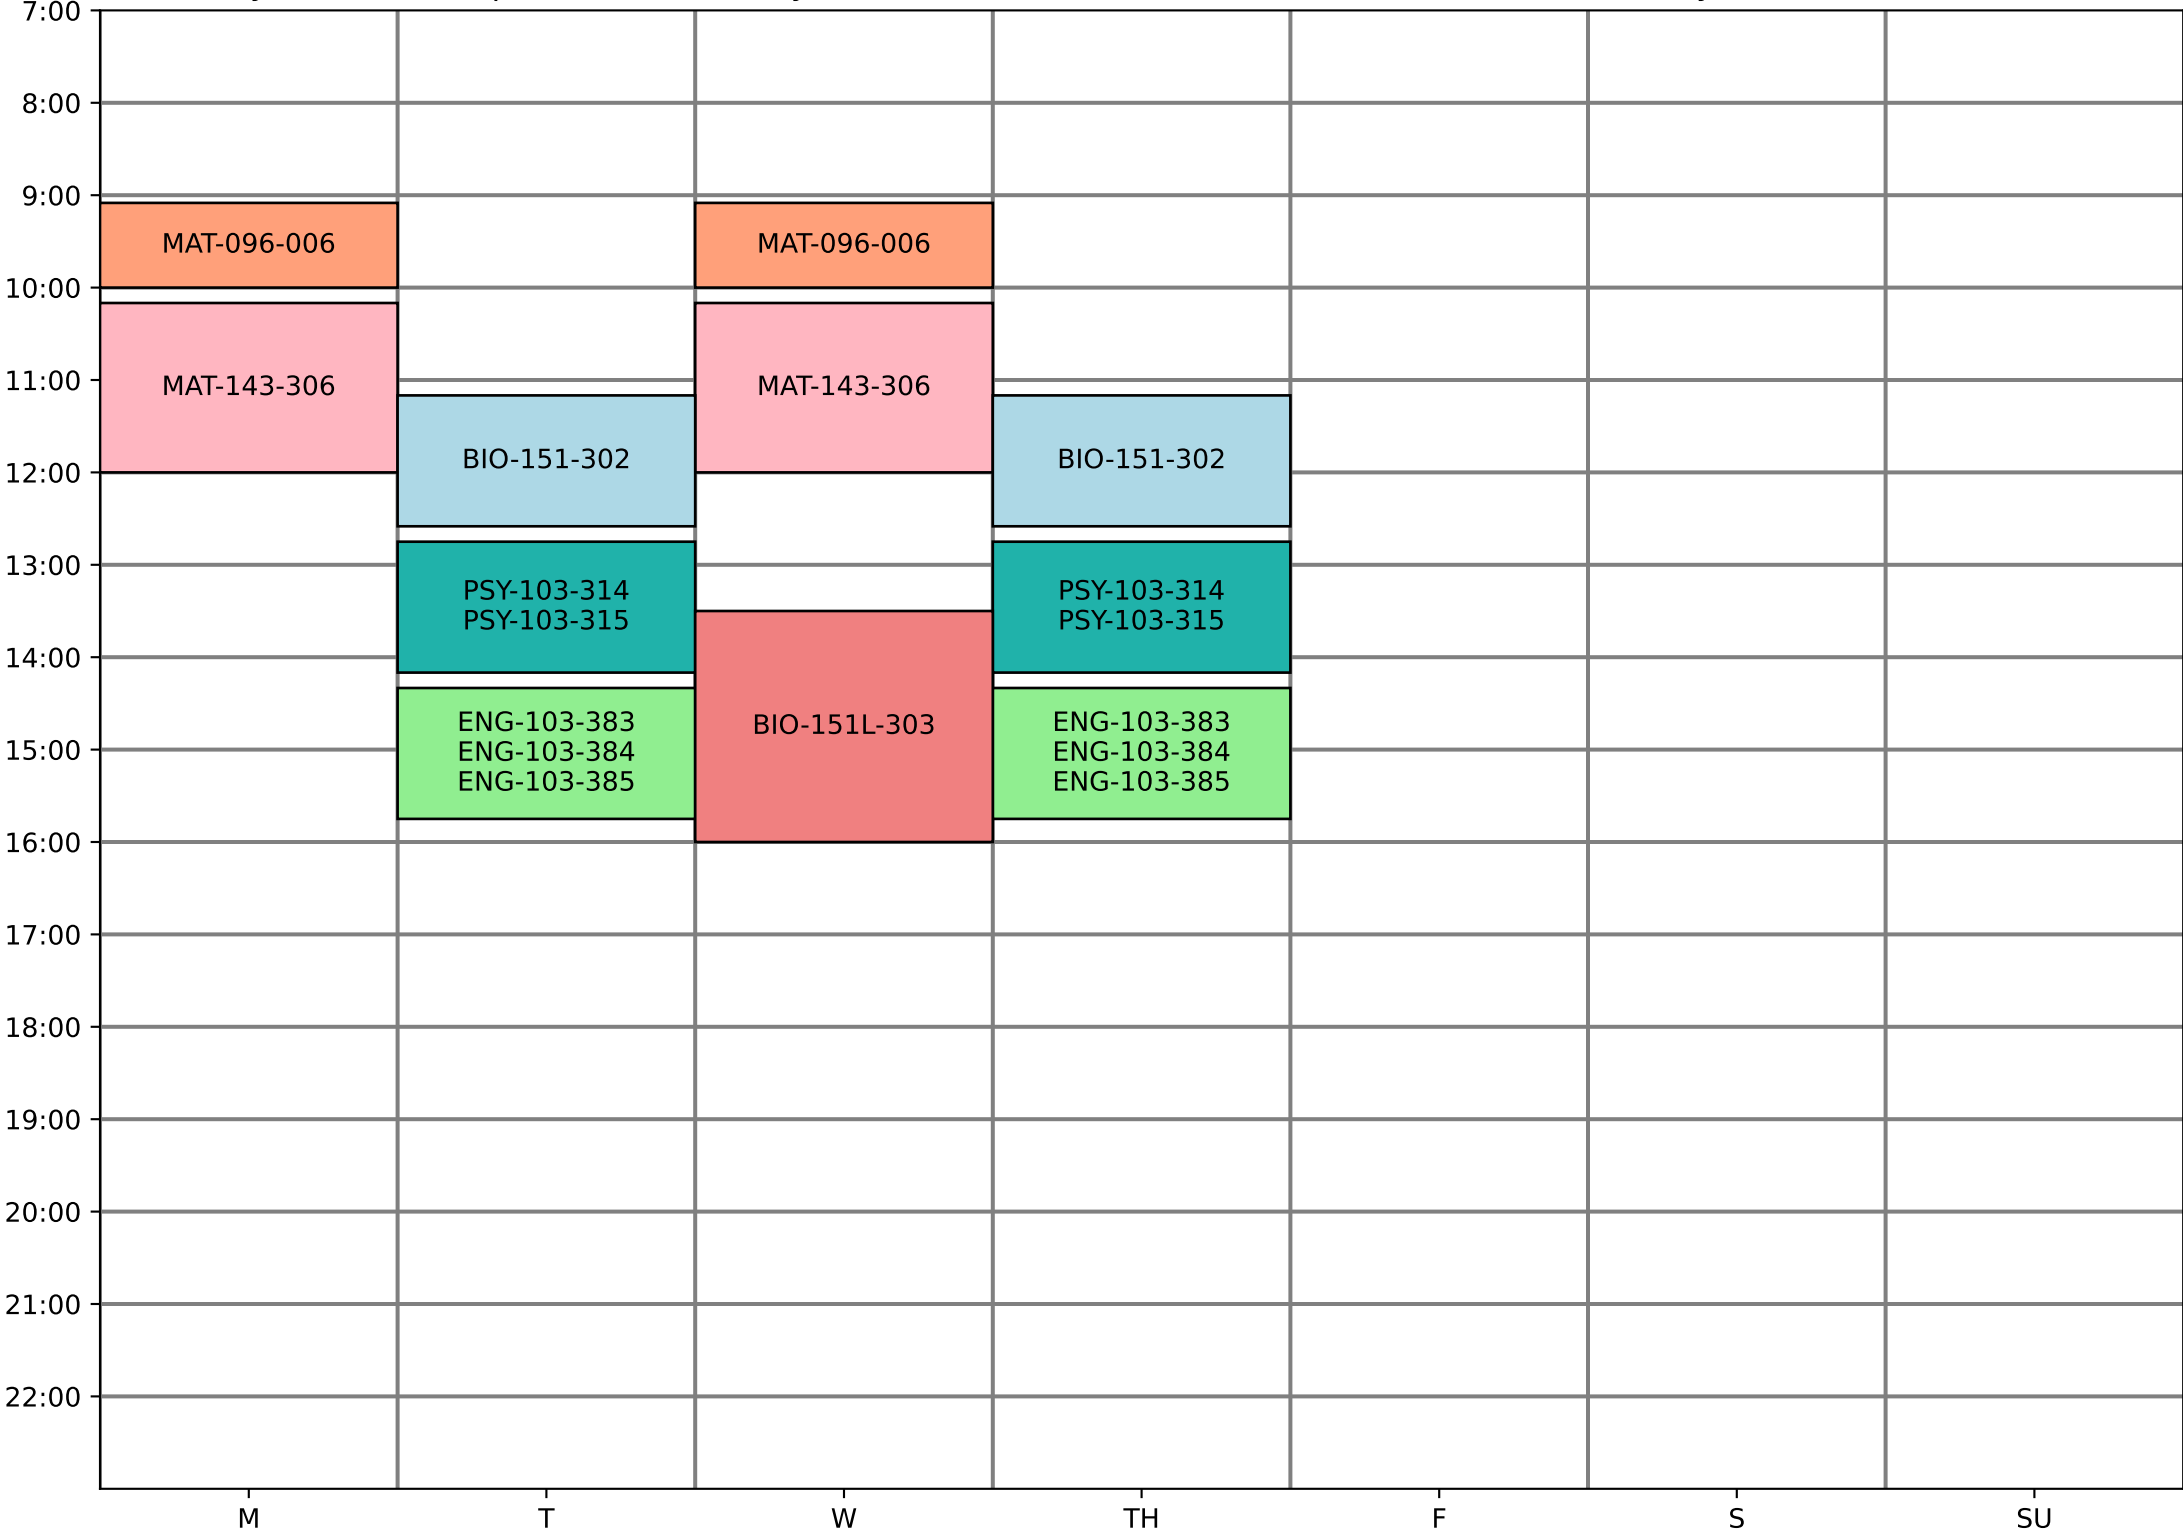 7:00
8:00
9:00
MAT-096-006 MAT-096-006
10:00
11:00
MAT-143-306 MAT-143-306
BIO-151-302 BIO-151-302
12:00
13:00
PSY-103-314 PSY-103-314
PSY-103-315 PSY-103-315
14:00
ENG-103-383 BIO-151L-303 ENG-103-383
15:00
ENG-103-384 ENG-103-384
ENG-103-385 ENG-103-385
16:00
17:00
18:00
19:00
20:00
21:00
22:00
M T W TH F S SU